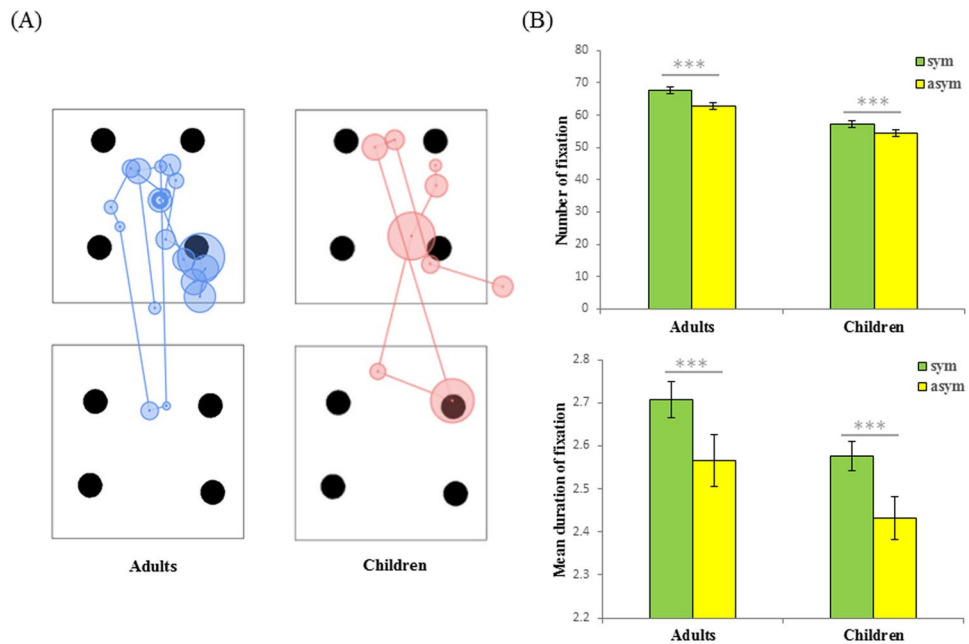 (A)
Adults
Children
(B)
Number of fixation
80
70
60
50
40
30
20
10
0
***
***
sym
asym
Adults
Children
Mean duration of fixation
2.8
2.7
2.6
2.5
2.4
2.3
2.2
***
***
sym
asym
Adults
Children